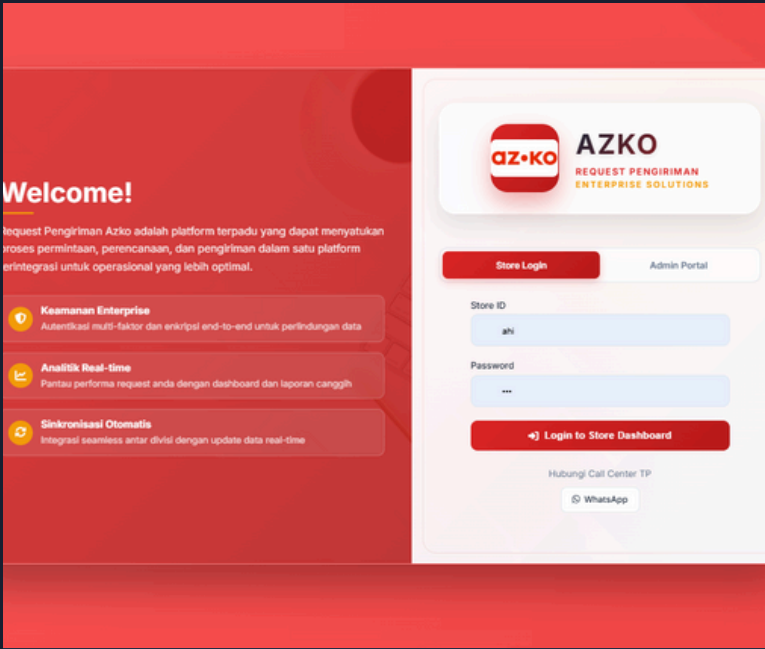 Welcome!
Request Pengiriman Azko adalah platform terpadu yang dapat menyatukan
proses permintaan, perencanaan, dan pengiriman dalam satu platform
terintegrasi untuk operasional yang lebih optimal.
Keamanan Enterprise
Autentikasi multi-faktor dan enkripsi end-to-end untuk perlindungan data
Analitik Real-time
Pantau performa request anda dengan dashboard dan laporan canggih
Sinkronisasi Otomatis
Integrasi seamless antar divisi dengan update data real-time
az•ko
AZKO
REQUEST PENGIRIMAN
ENTERPRISE SOLUTIONS
Store Login
Admin Portal
Store ID
ahi
Password
•••
Login to Store Dashboard
Hubungi Call Center TP
WhatsApp